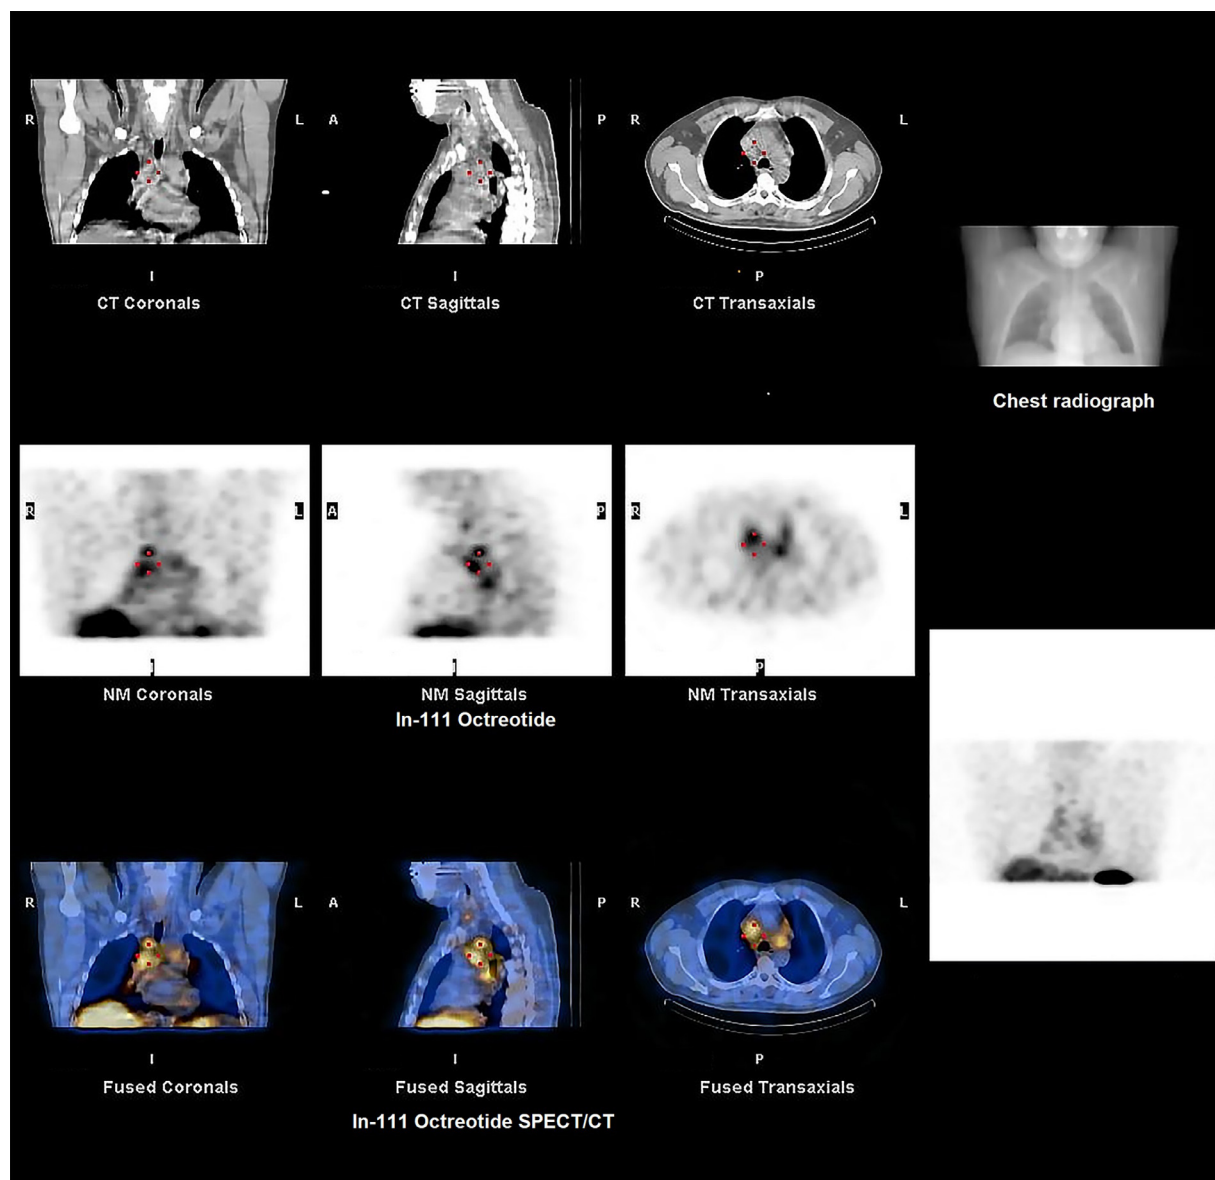 R L A P R L
I I P
CT Coronals CT Sagittals CT Transaxials
Chest radiograph
R L A P R L
I I P
NM Coronals NM Sagittals NM Transaxials
In-111 Octreotide
R L A P R L
I I P
Fused Coronals Fused Sagittals Fused Transaxials
In-111 Octreotide SPECT/CT